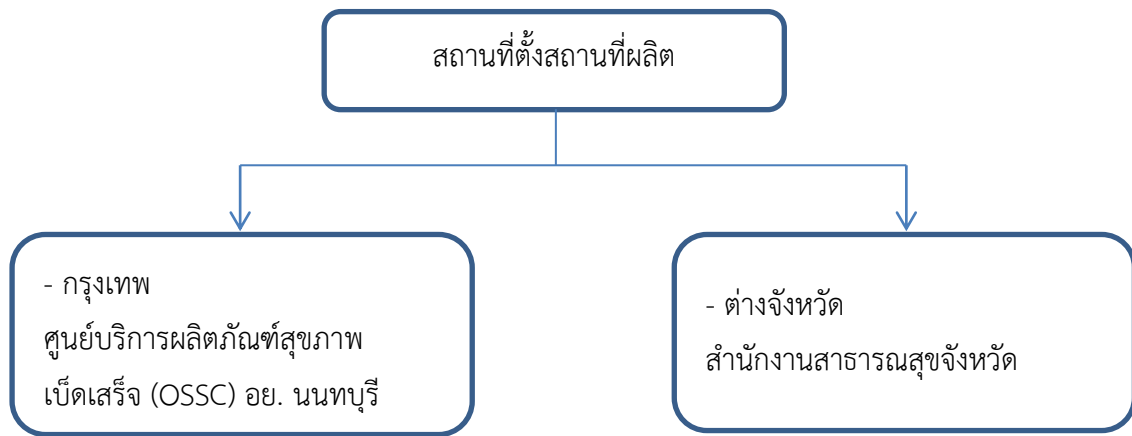 สถานที่ตั้งสถานที่ผลิต
- กรุงเทพ
ศูนย์บริการผลิตภัณฑ์สุขภาพ
เบ็ดเสร็จ (OSSC) อย. นนทบุรี
- ต่างจังหวัด
สำนักงานสาธารณสุขจังหวัด